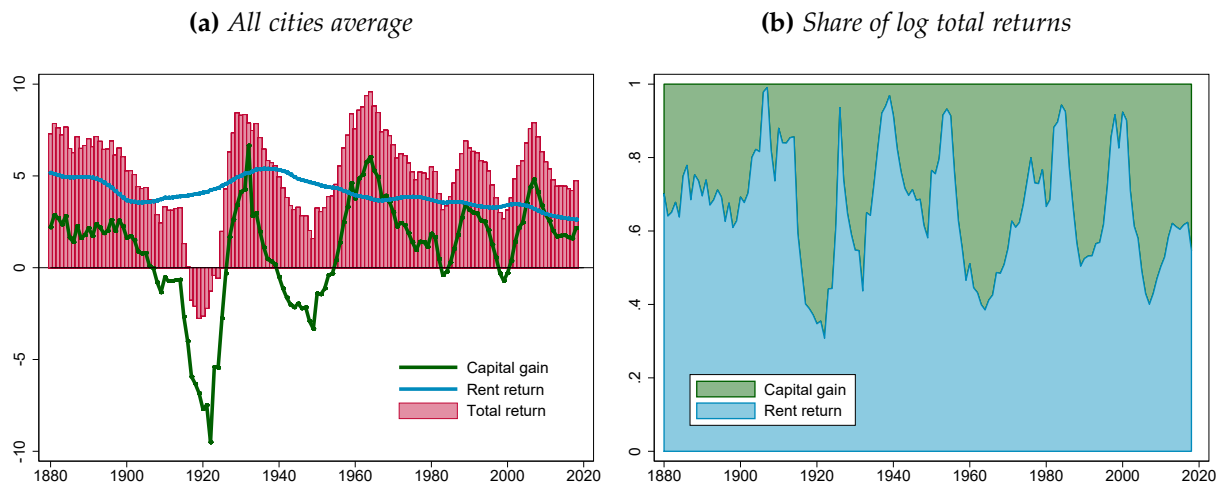 (a) All cities average
10
5
0
-5
-10
Capital gain
Rent return
Total return
1880 1900 1920 1940 1960 1980 2000 2020
(b) Share of log total returns
1
.8
.6
.4
.2
0
Capital gain
Rent return
1880 1900 1920 1940 1960 1980 2000 2020